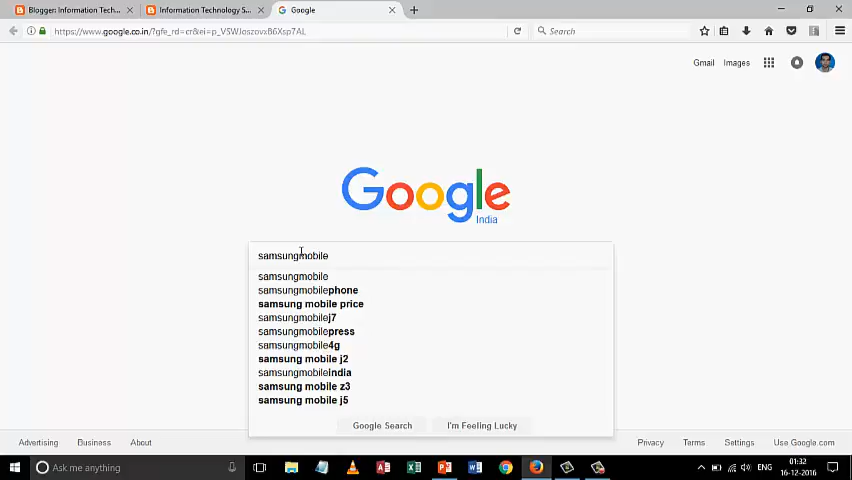 Blogger: Information Tech...
Information Technology S...
Google
https://www.google.co.in/?gfe_rd=cr&ei=p_VSWJoszovx86Xsp7AL
Search
Gmail Images
Google
India
samsungmobile
samsungmobile
samsungmobilephone
samsung mobile price
samsungmobilej7
samsungmobilepress
samsungmobile4g
samsung mobile j2
samsungmobileindia
samsung mobile z3
samsung mobile j5
Google Search I'm Feeling Lucky
Advertising Business About Privacy Terms Settings Use Google.com
Ask me anything
ENG
01:32
16-12-2016